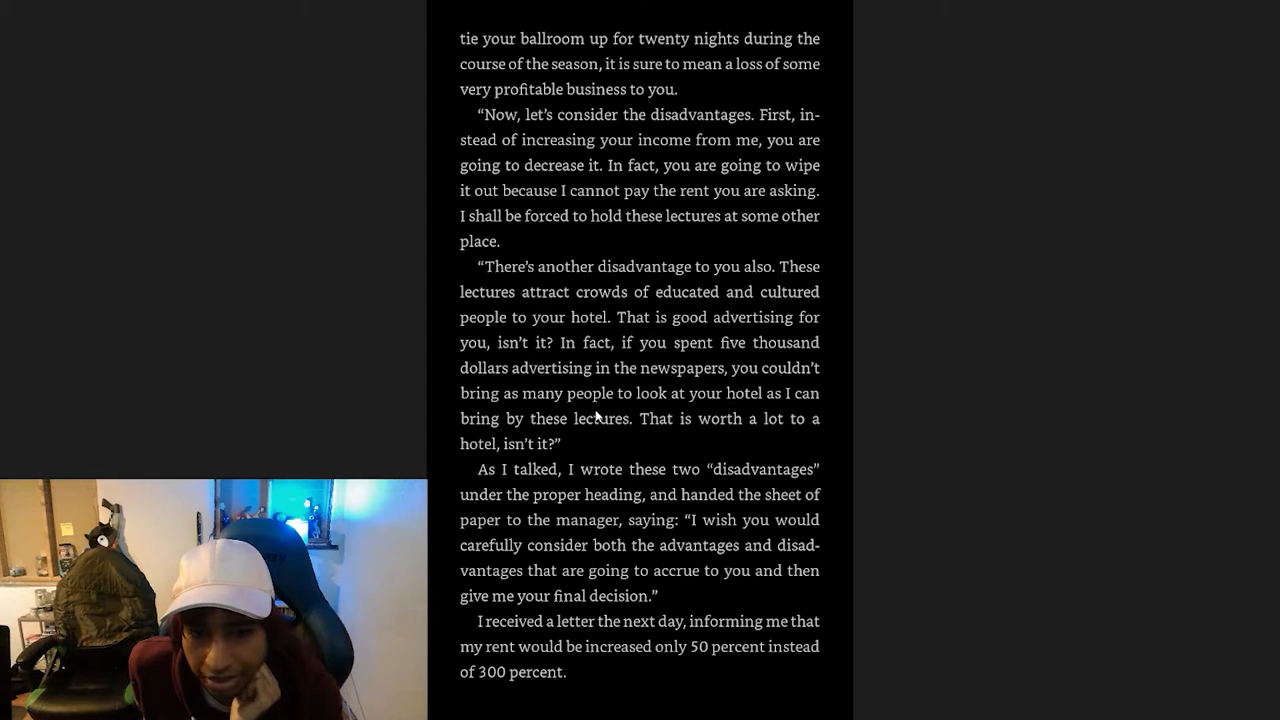 tie your ballroom up for twenty nights during the
course of the season, it is sure to mean a loss of some
very profitable business to you.
“Now, let’s consider the disadvantages. First, in-
stead of increasing your income from me, you are
going to decrease it. In fact, you are going to wipe
it out because I cannot pay the rent you are asking.
I shall be forced to hold these lectures at some other
place.
“There’s another disadvantage to you also. These
lectures attract crowds of educated and cultured
people to your hotel. That is good advertising for
you, isn’t it? In fact, if you spent five thousand
dollars advertising in the newspapers, you couldn’t
bring as many people to look at your hotel as I can
bring by these lectures. That is worth a lot to a
hotel, isn’t it?”
As I talked, I wrote these two “disadvantages”
under the proper heading, and handed the sheet of
paper to the manager, saying: “I wish you would
carefully consider both the advantages and disad-
vantages that are going to accrue to you and then
give me your final decision.”
I received a letter the next day, informing me that
my rent would be increased only 50 percent instead
of 300 percent.